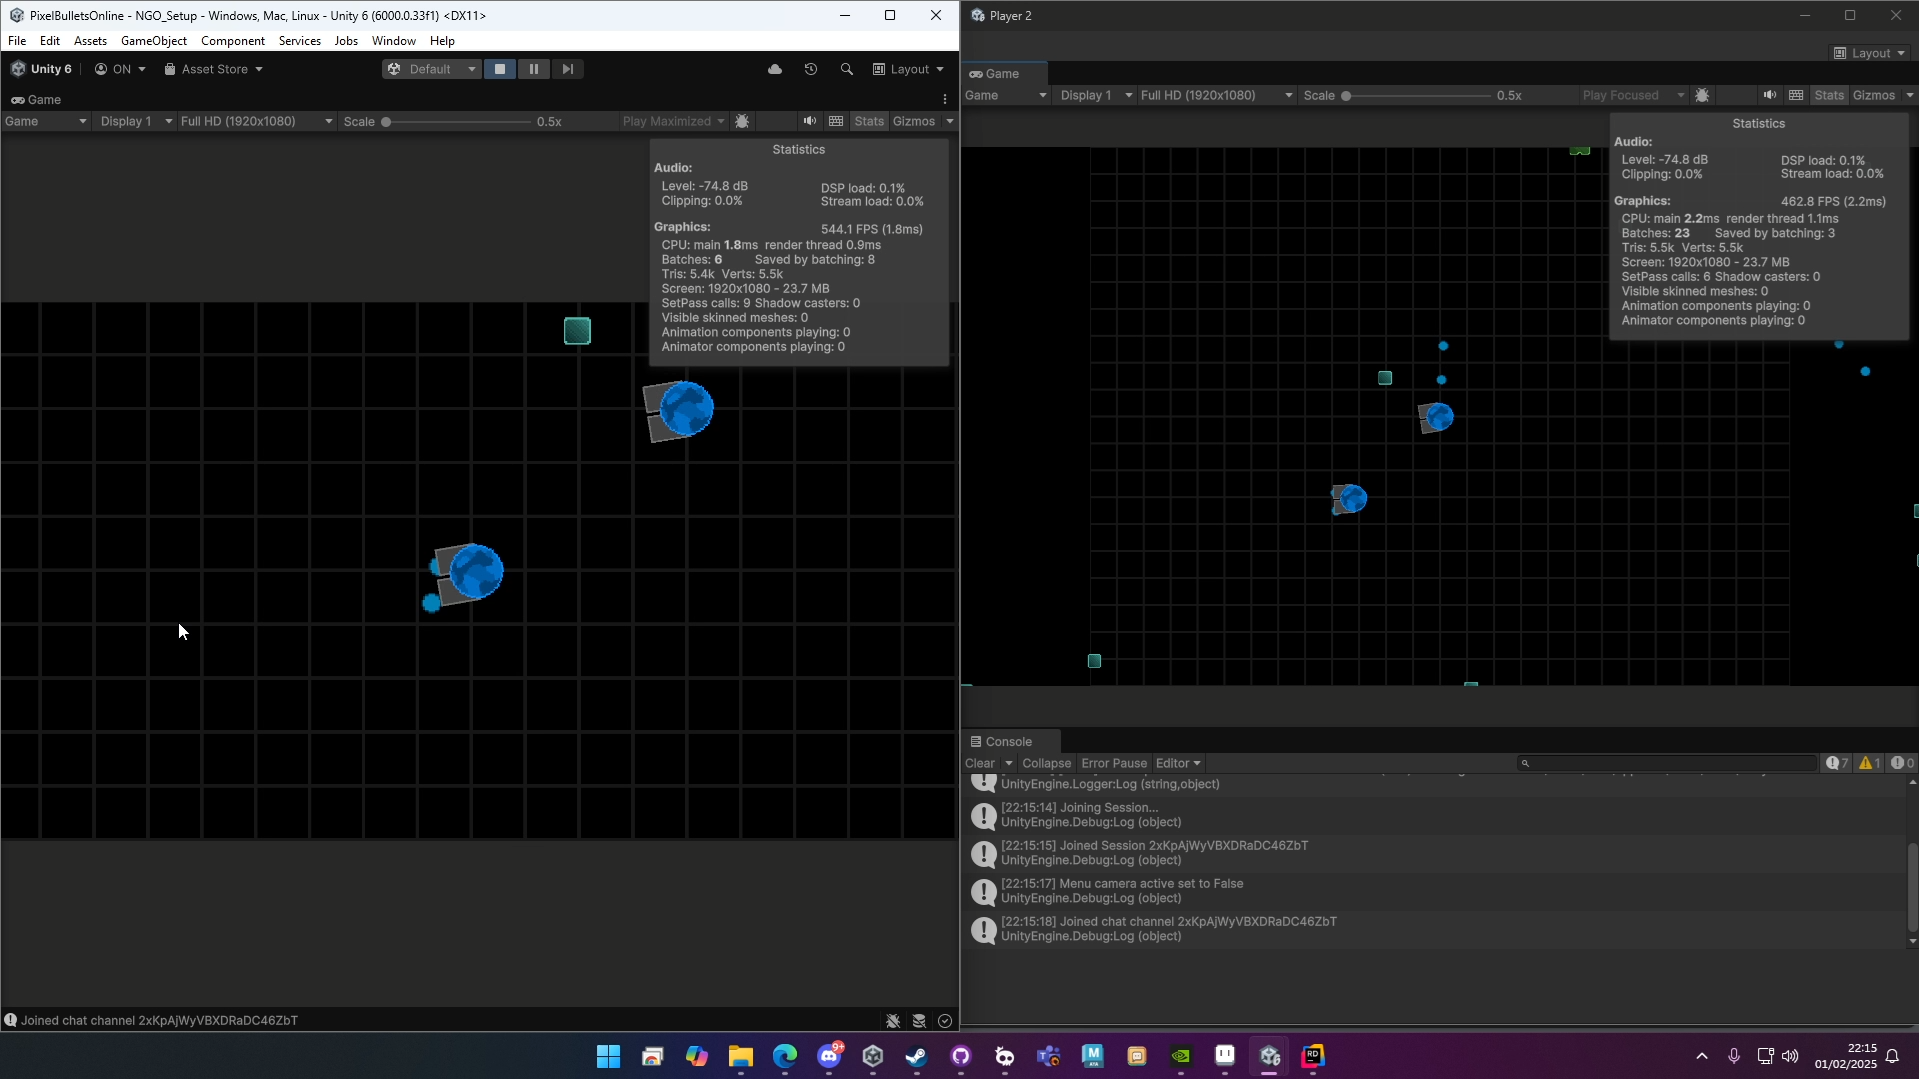 PixelBulletsOnline - NGO_Setup - Windows, Mac, Linux - Unity 6 (6000.0.33f1) <DX11>
File Edit Assets GameObject Component Services Jobs Window Help
Unity 6 ON Asset Store Default Layout
Game
Game Display 1 Full HD (1920x1080) Scale 0.5x Play Maximized Stats Gizmos
Statistics
Audio:
Level: -74.8 dB DSP load: 0.1%
Clipping: 0.0% Stream load: 0.0%
Graphics: 544.1 FPS (1.8ms)
CPU: main 1.8ms render thread 0.9ms
Batches: 6 Saved by batching: 8
Tris: 5.4k Verts: 5.5k
Screen: 1920x1080 - 23.7 MB
SetPass calls: 9 Shadow casters: 0
Visible skinned meshes: 0
Animation components playing: 0
Animator components playing: 0
Joined chat channel 2xKpAjWyVBXDRaDC46ZbT
Player 2
Layout
Game
Game Display 1 Full HD (1920x1080) Scale 0.5x Play Focused Stats Gizmos
Statistics
Audio:
Level: -74.8 dB DSP load: 0.1%
Clipping: 0.0% Stream load: 0.0%
Graphics: 462.8 FPS (2.2ms)
CPU: main 2.2ms render thread 1.1ms
Batches: 23 Saved by batching: 3
Tris: 5.5k Verts: 5.5k
Screen: 1920x1080 - 23.7 MB
SetPass calls: 6 Shadow casters: 0
Visible skinned meshes: 0
Animation components playing: 0
Animator components playing: 0
Console
Clear Collapse Error Pause Editor 7 1 0
UnityEngine.Logger:Log (string,object)
[22:15:14] Joining Session...
UnityEngine.Debug:Log (object)
[22:15:15] Joined Session 2xKpAjWyVBXDRaDC46ZbT
UnityEngine.Debug:Log (object)
[22:15:17] Menu camera active set to False
UnityEngine.Debug:Log (object)
[22:15:18] Joined chat channel 2xKpAjWyVBXDRaDC46ZbT
UnityEngine.Debug:Log (object)
9+
M
RD
22:15
01/02/2025